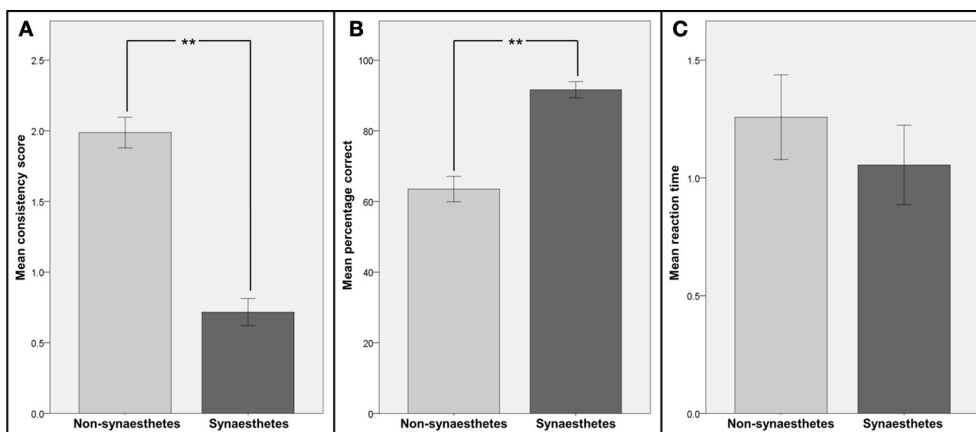 A
**
Mean consistency score
2.5
2.0
1.5
1.0
0.5
0.0
Non-synaesthetes Synaesthetes
B
**
Mean percentage correct
100
80
60
40
20
0
Non-synaesthetes Synaesthetes
C
Mean reaction time
1.5
1.0
0.5
0.0
Non-synaesthetes Synaesthetes